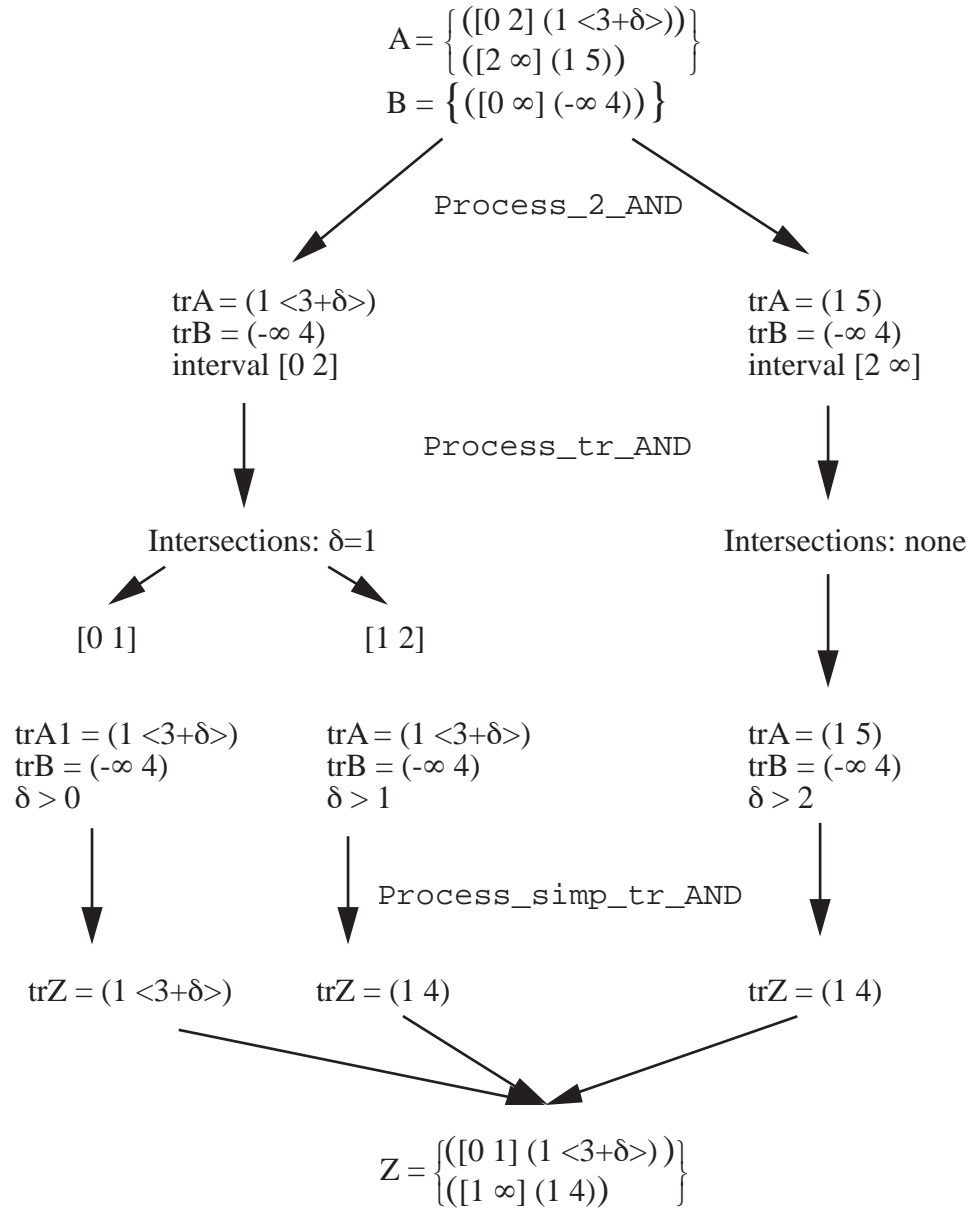 A = {([0 2] (1 <3+δ>))
([2 ∞] (1 5))}
B = {([0 ∞] (-∞ 4))}
Process_2_AND
trA = (1 <3+δ>)
trB = (-∞ 4)
interval [0 2]
trA = (1 5)
trB = (-∞ 4)
interval [2 ∞]
Process_tr_AND
Intersections: δ=1
Intersections: none
[0 1]
[1 2]
trA1 = (1 <3+δ>)
trB = (-∞ 4)
δ > 0
trA = (1 <3+δ>)
trB = (-∞ 4)
δ > 1
trA = (1 5)
trB = (-∞ 4)
δ > 2
Process_simp_tr_AND
trZ = (1 <3+δ>)
trZ = (1 4)
trZ = (1 4)
Z = {([0 1] (1 <3+δ>))
([1 ∞] (1 4))}